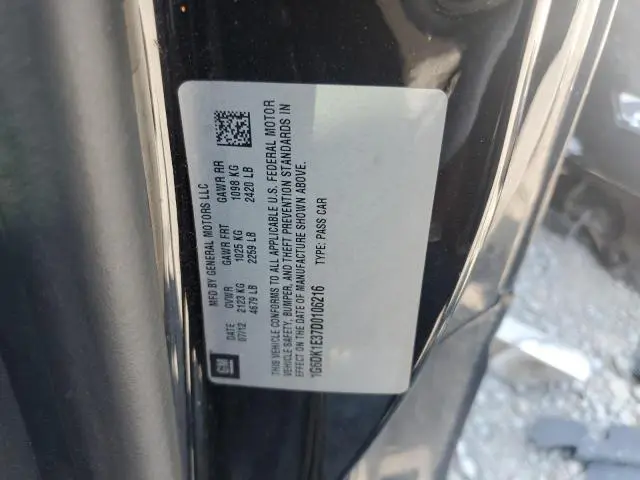 MFD BY GENERAL MOTORS LLC
DATE GVWR GAWR FRT GAWR RR
07/12 2123 KG 1025 KG 1098 KG
4679 LB 2259 LB 2420 LB
THIS VEHICLE CONFORMS TO ALL APPLICABLE U.S. FEDERAL MOTOR
VEHICLE SAFETY, BUMPER, AND THEFT PREVENTION STANDARDS IN
EFFECT ON THE DATE OF MANUFACTURE SHOWN ABOVE.
1G6DK1E37D0106216 TYPE: PASS CAR
GM